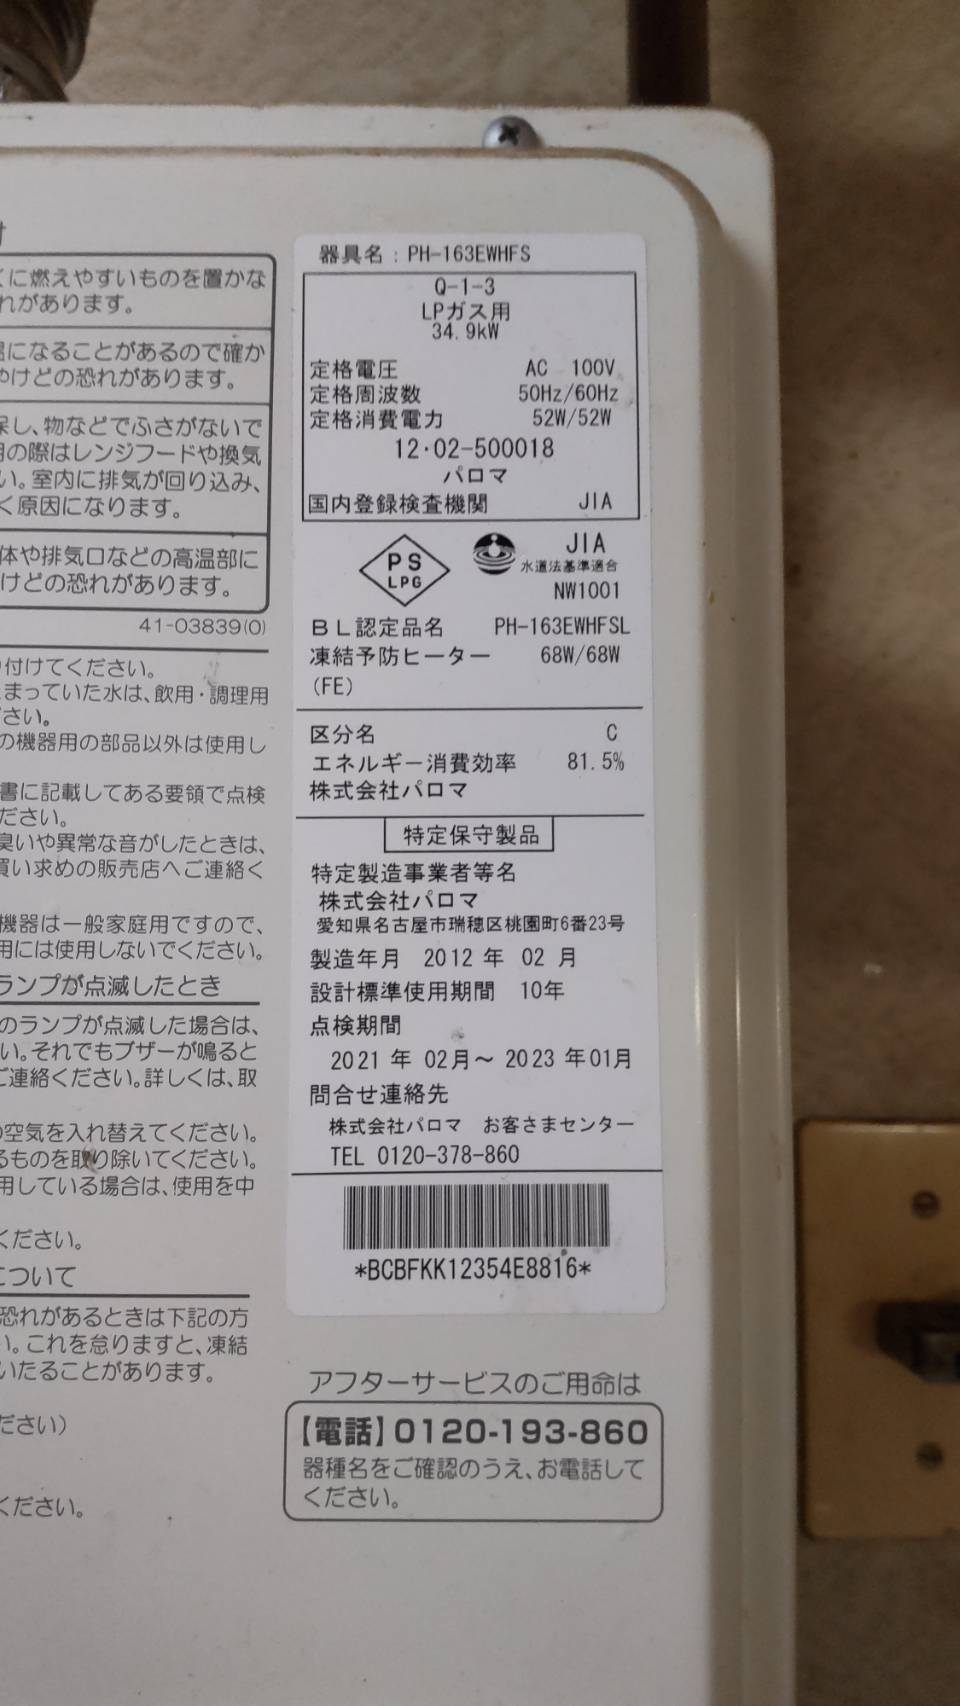 くに燃えやすいものを置かな
れがあります。
温になることがあるので確か
やけどの恐れがあります。
保し、物などでふさがないで
用の際はレンジフードや換気
い。室内に排気が回り込み、
く原因になります。
体や排気口などの高温部に
けどの恐れがあります。
41-03839(0)
付けてください。
まっていた水は、飲用・調理用
ださい。
の機器用の部品以外は使用し
書に記載してある要領で点検
ださい。
臭いや異常な音がしたときは、
買い求めの販売店へご連絡く
機器は一般家庭用ですので、
用には使用しないでください。
ランプが点滅したとき
のランプが点滅した場合は、
い。それでもブザーが鳴ると
ご連絡ください。詳しくは、取
の空気を入れ替えてください。
るものを取り除いてください。
用している場合は、使用を中
ください。
について
恐れがあるときは下記の方
い。これを怠りますと、凍結
いたることがあります。
ださい)
ください。
器具名:PH-163EWHFS
Q-1-3
LPガス用
34.9kW
定格電圧 AC 100V
定格周波数 50Hz/60Hz
定格消費電力 52W/52W
12・02-500018
パロマ
国内登録検査機関 JIA
PS
LPG
JIA
水道法基準適合
NW1001
BL認定品名 PH-163EWHFSL
凍結予防ヒーター 68W/68W
(FE)
区分名 C
エネルギー消費効率 81.5%
株式会社パロマ
特定保守製品
特定製造事業者等名
株式会社パロマ
愛知県名古屋市瑞穂区桃園町6番23号
製造年月 2012 年 02 月
設計標準使用期間 10年
点検期間
2021 年 02月～ 2023 年01月
問合せ連絡先
株式会社パロマ お客さまセンター
TEL 0120-378-860
*BCBFKK12354E8816*
アフターサービスのご用命は
【電話】0120-193-860
器種名をご確認のうえ、お電話して
ください。